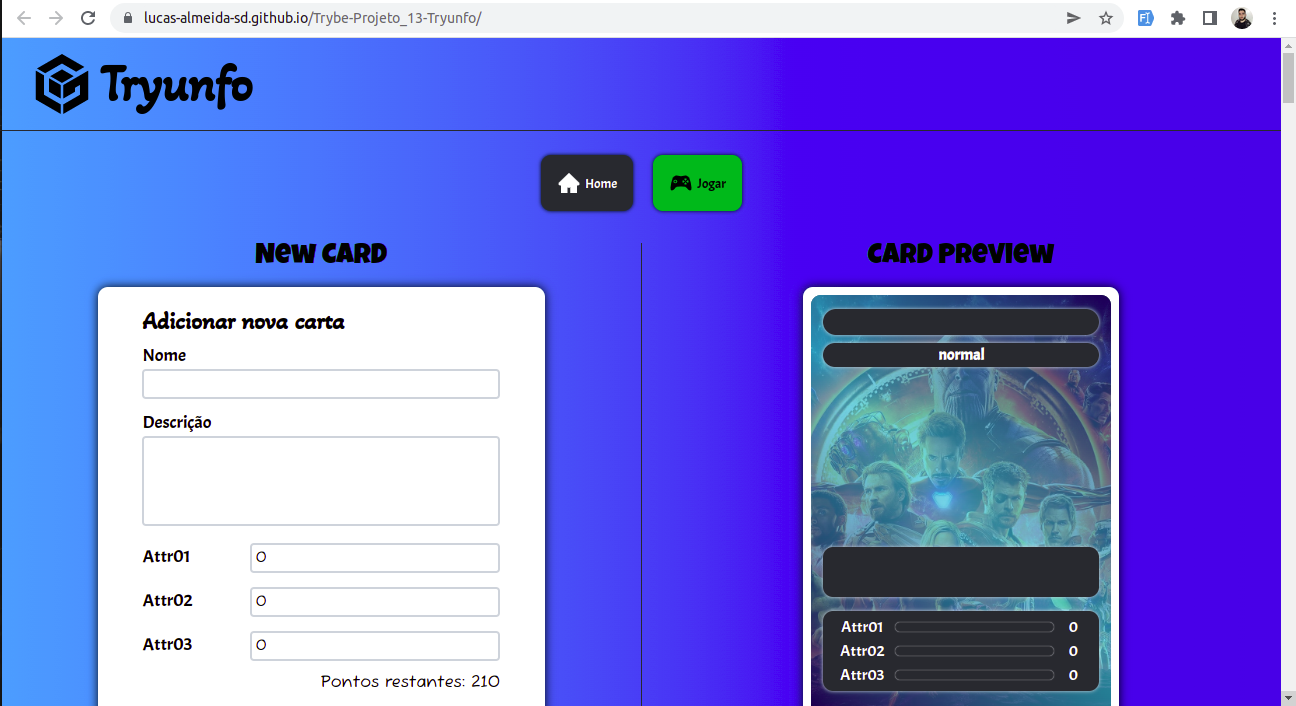 lucas-almeida-sd.github.io/Trybe-Projeto_13-Tryunfo/
Tryunfo
Home
Jogar
New Card
Card Preview
Adicionar nova carta
Nome
Descrição
Attr01 0
Attr02 0
Attr03 0
Pontos restantes: 210
normal
Attr01 0
Attr02 0
Attr03 0